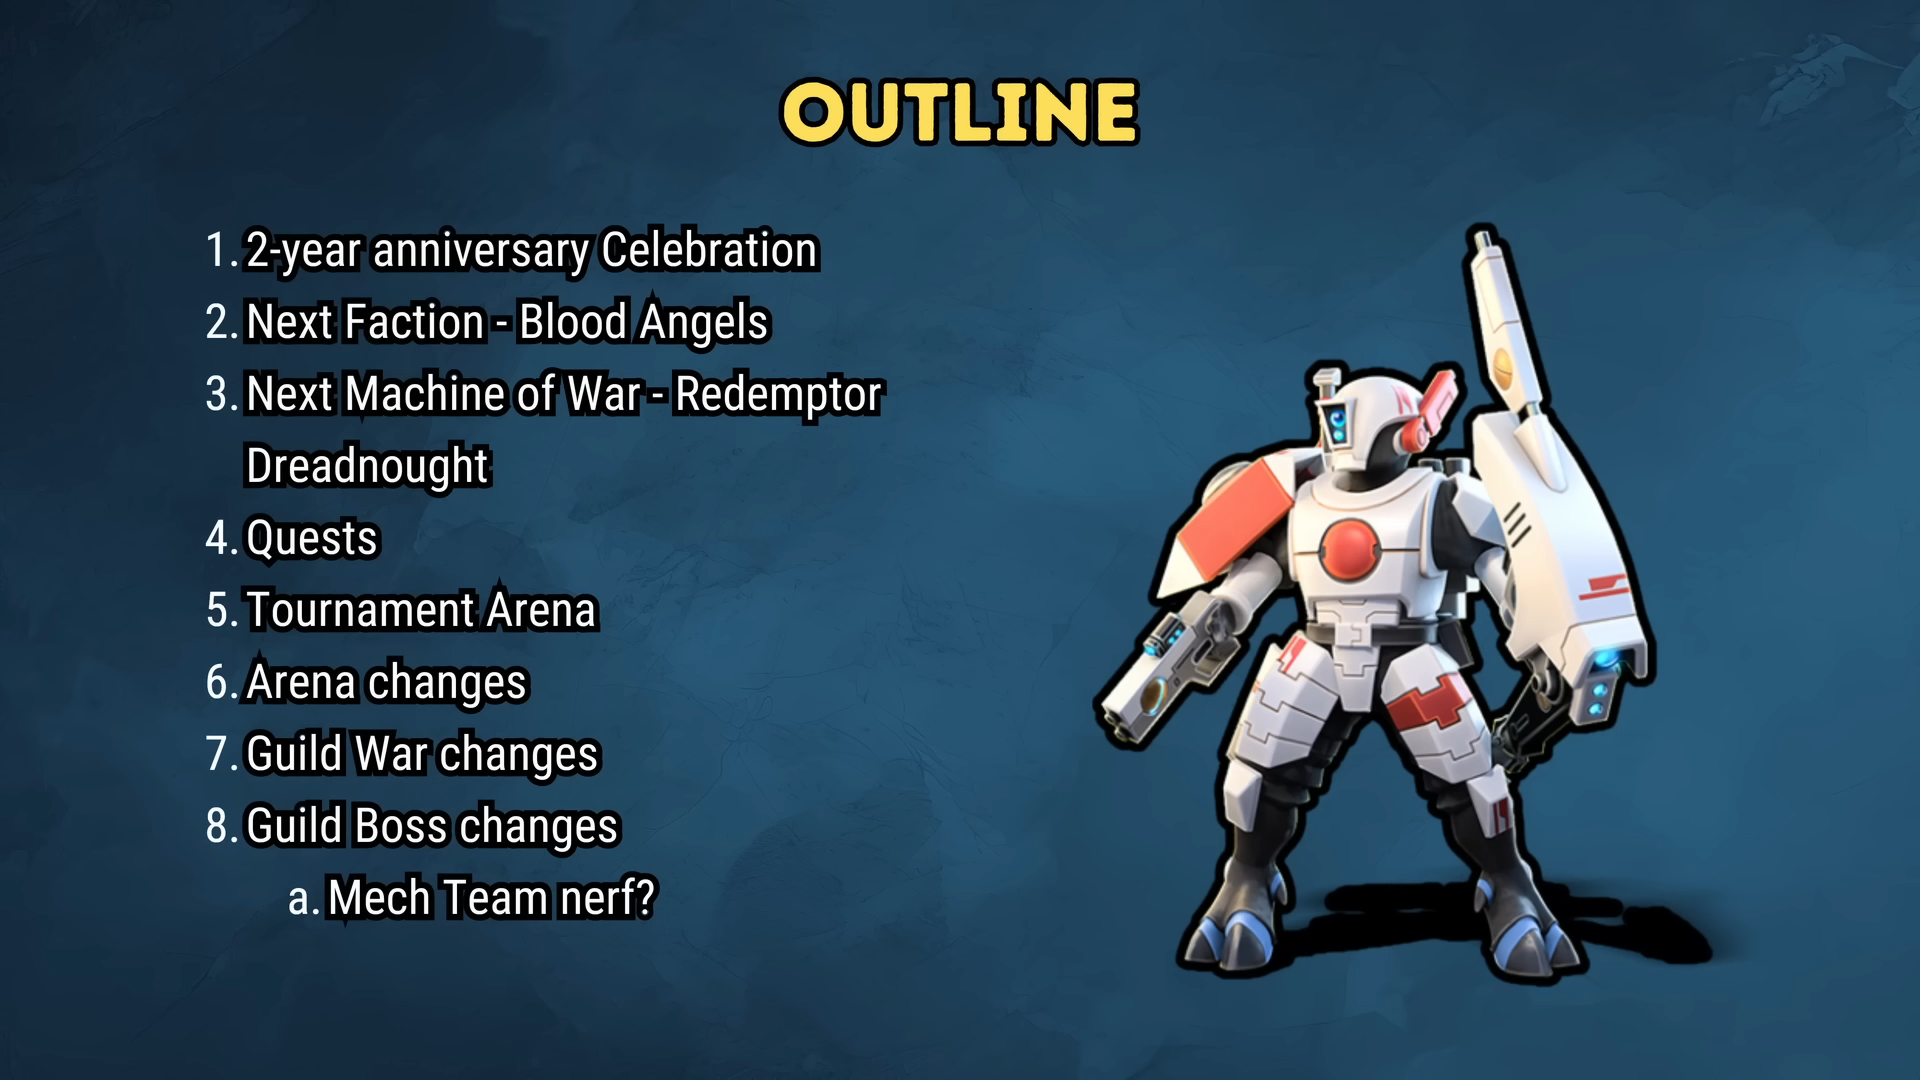 OUTLINE
1. 2-year anniversary Celebration
2. Next Faction - Blood Angels
3. Next Machine of War - Redemptor
Dreadnought
4. Quests
5. Tournament Arena
6. Arena changes
7. Guild War changes
8. Guild Boss changes
a. Mech Team nerf?